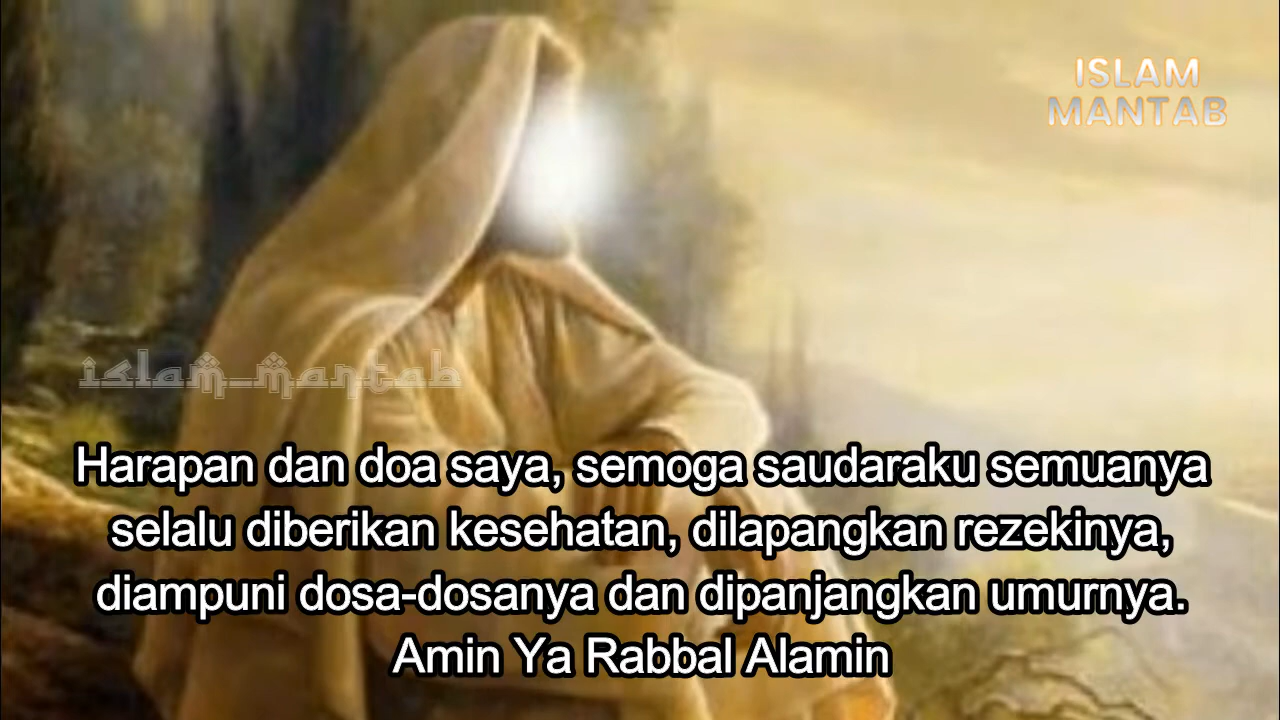 ISLAM
MANTAB
islam_mantab
Harapan dan doa saya, semoga saudaraku semuanya
selalu diberikan kesehatan, dilapangkan rezekinya,
diampuni dosa-dosanya dan dipanjangkan umurnya.
Amin Ya Rabbal Alamin